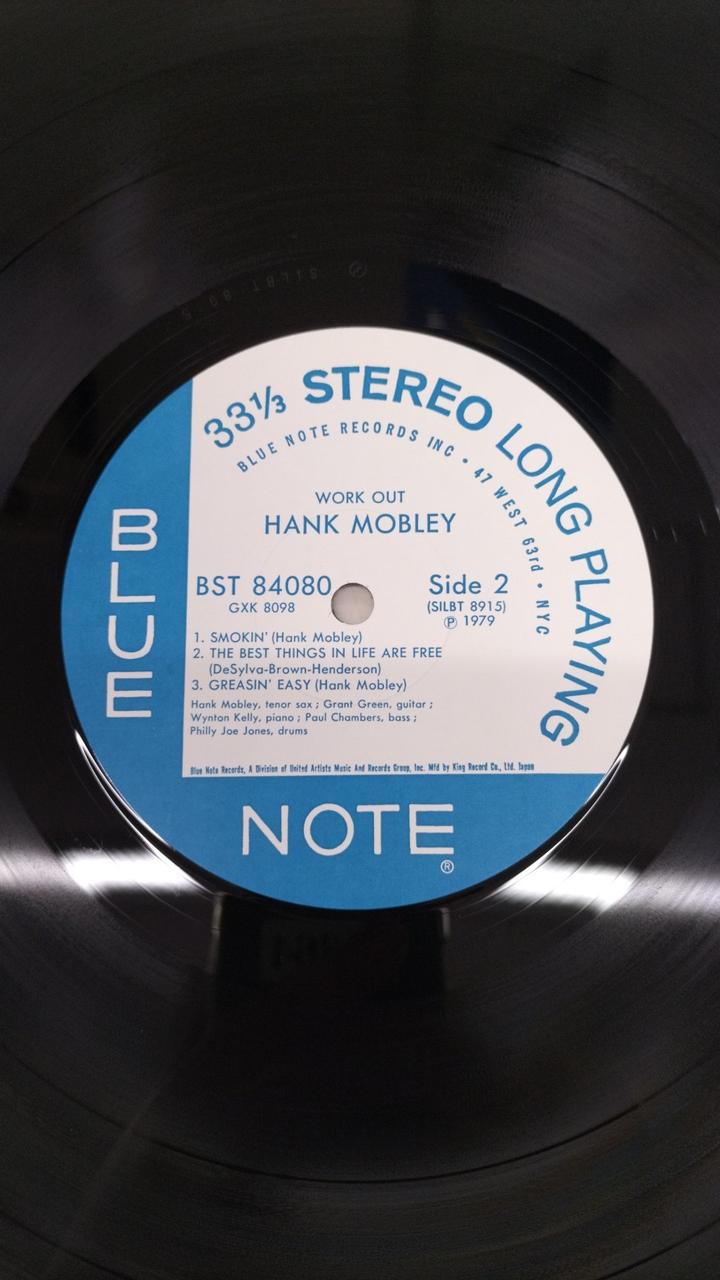 33⅓ STEREO LONG PLAYING
BLUE NOTE RECORDS INC • 47 WEST 63rd • NYC
WORK OUT
HANK MOBLEY
BST 84080
GXK 8098
Side 2
(SILBT 8915)
Ⓟ 1979
1. SMOKIN' (Hank Mobley)
2. THE BEST THINGS IN LIFE ARE FREE
(DeSylva-Brown-Henderson)
3. GREASIN' EASY (Hank Mobley)
Hank Mobley, tenor sax ; Grant Green, guitar ;
Wynton Kelly, piano ; Paul Chambers, bass ;
Philly Joe Jones, drums
Blue Note Records, A Division of United Artists Music And Records Group, Inc. Mfd by King Record Co., Ltd. Japan
BLUE
NOTE®